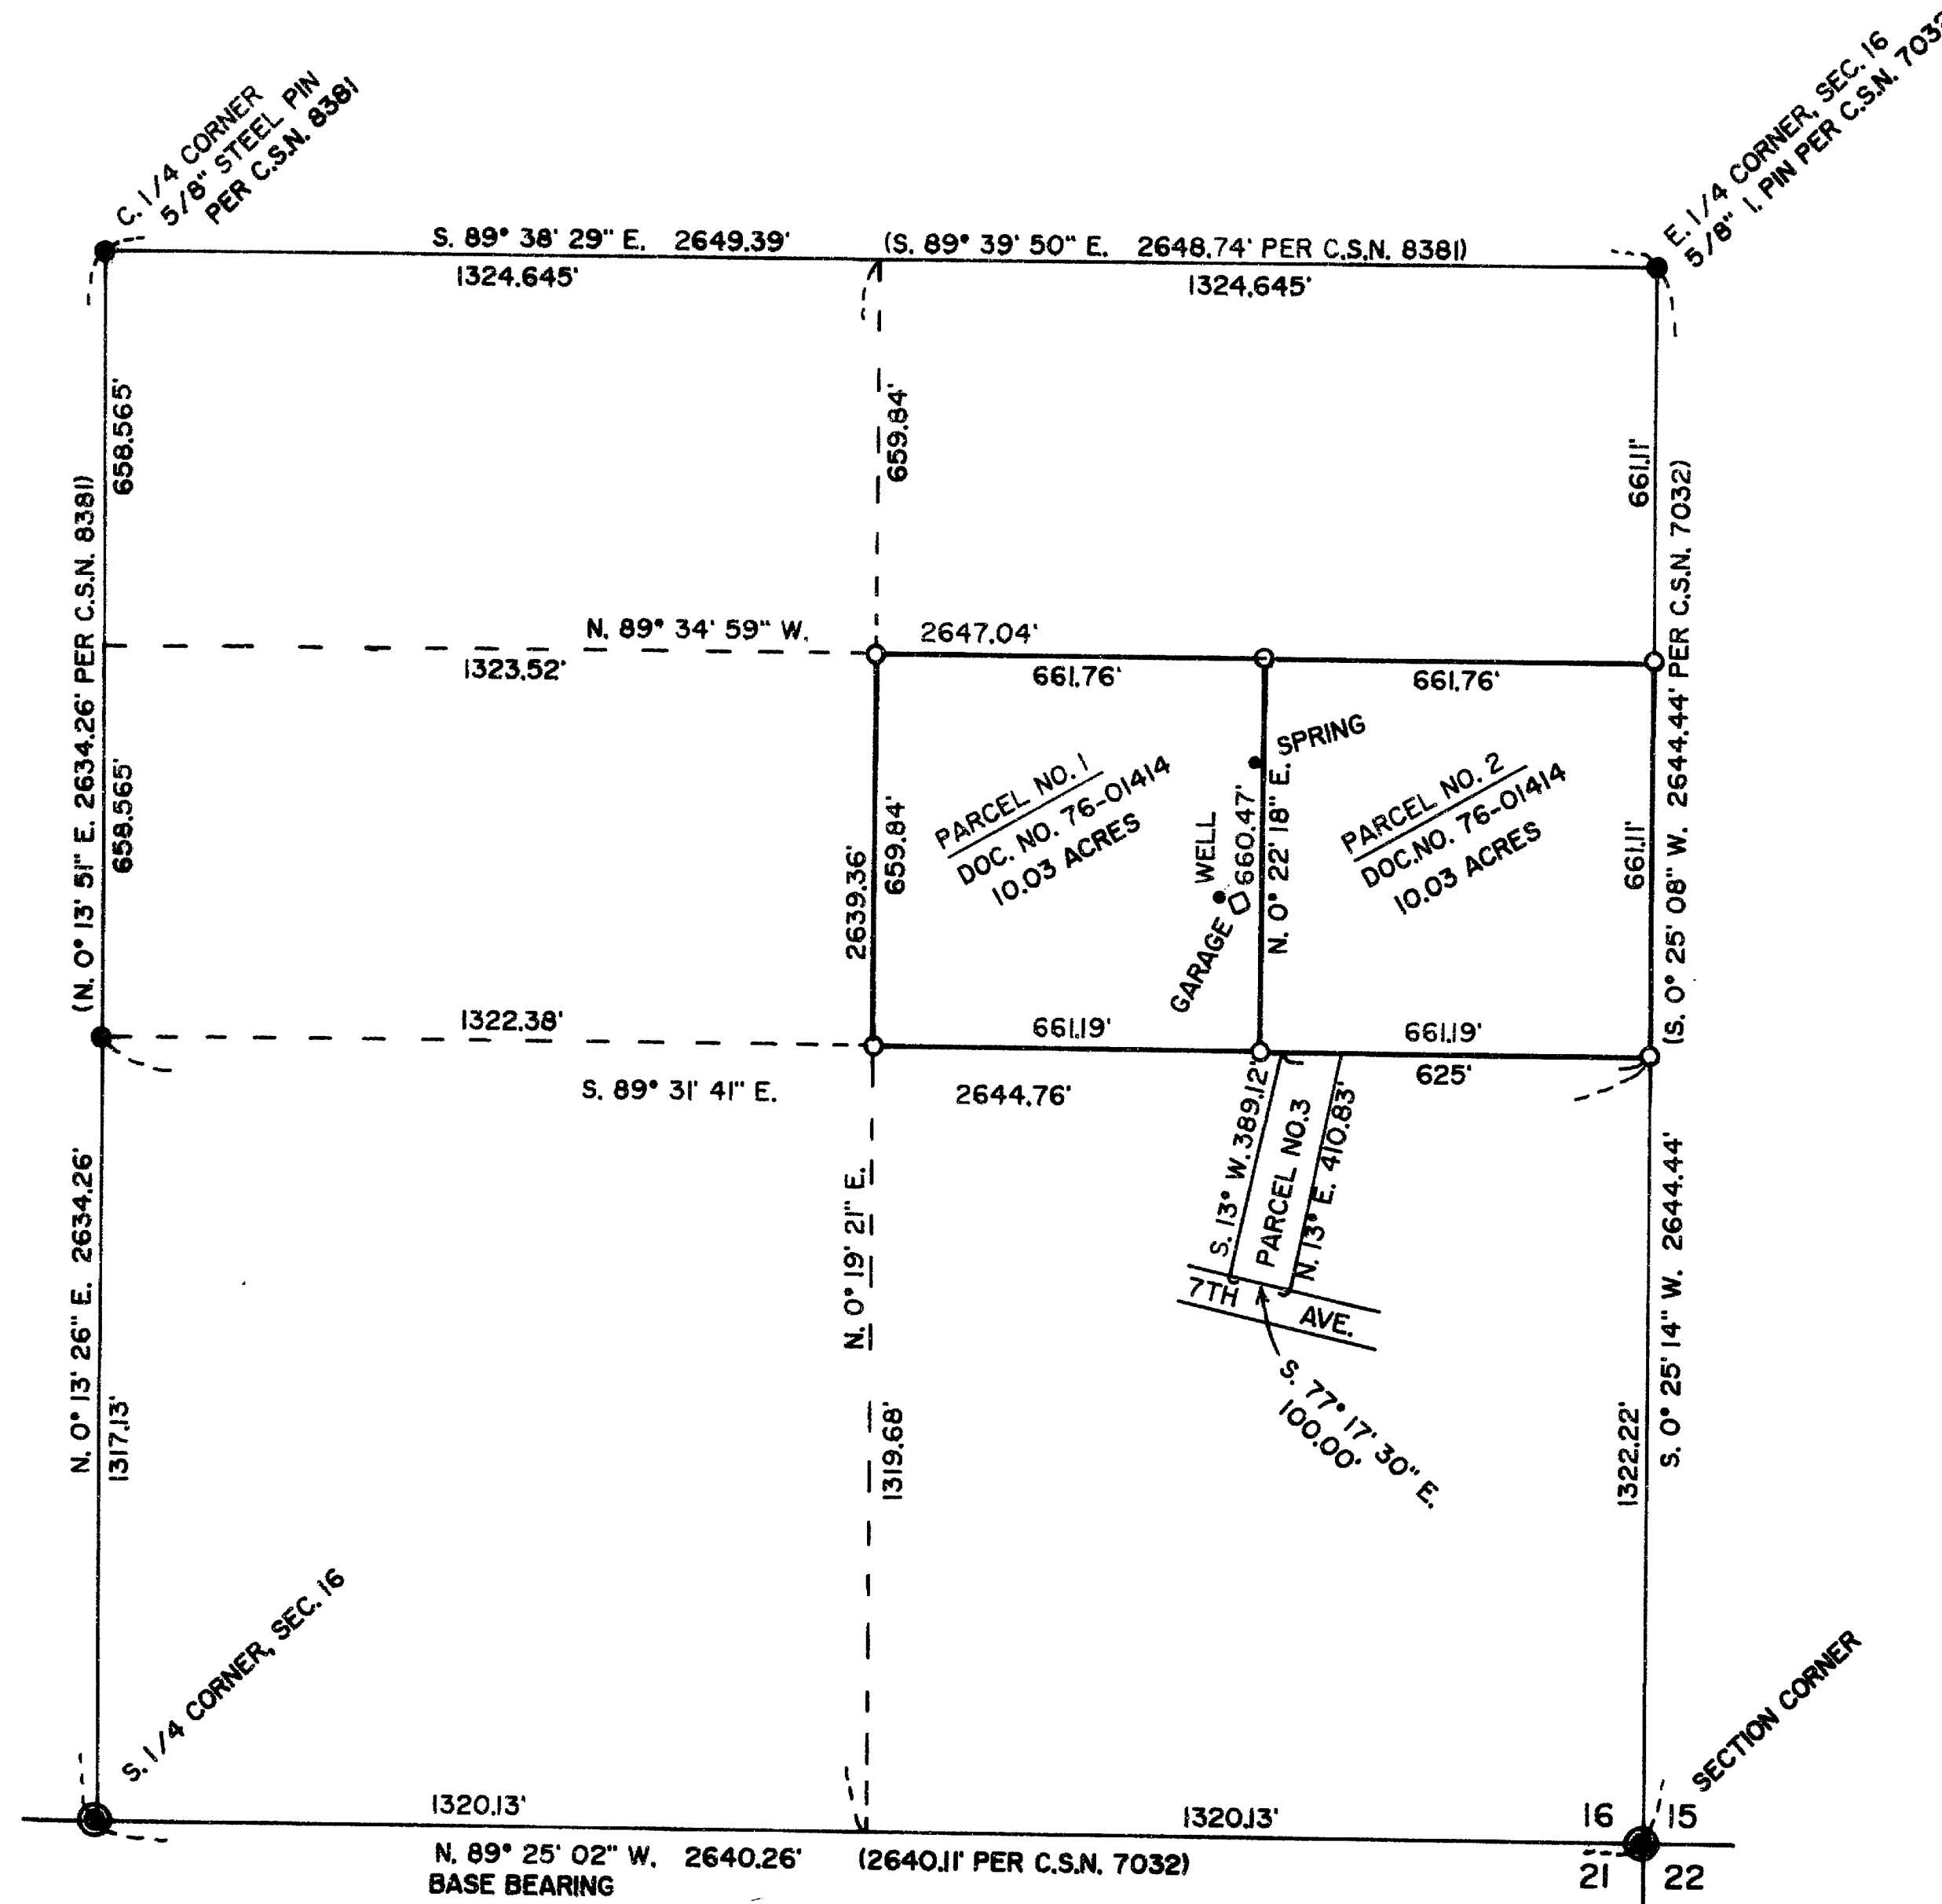 C. 1/4 CORNER
5/8" STEEL PIN
PER C.S.N. 8381
E. 1/4 CORNER, SEC. 16
5/8" I. PIN PER C.S.N. 7032
S. 89° 38' 29" E. 2649.39' (S. 89° 39' 50" E. 2648.74' PER C.S.N. 8381)
1324.645'
1324.645'
658.565'
659.84'
661.11'
(N. 0° 13' 51" E. 2634.26' PER C.S.N. 8381)
(S. 0° 25' 08" W. 2644.44' PER C.S.N. 7032)
N. 89° 34' 59" W. 2647.04'
1323.52'
661.76'
661.76'
658.565'
2639.36'
659.84'
PARCEL NO. 1
DOC. NO. 76-01414
10.03 ACRES
SPRING
WELL
GARAGE
660.47'
N. 0° 22' 18" E.
PARCEL NO. 2
DOC. NO. 76-01414
10.03 ACRES
661.11'
1322.38'
661.19'
661.19'
625'
S. 89° 31' 41" E. 2644.76'
S. 13° W. 389.12'
PARCEL NO. 3
N. 13° E. 410.83'
7TH AVE.
S. 77° 17' 30" E.
100.00'
N. 0° 13' 26" E. 2634.26'
1317.13'
N. 0° 19' 21" E.
1319.68'
S. 0° 25' 14" W. 2644.44'
1322.22'
S. 1/4 CORNER, SEC. 16
SECTION CORNER
1320.13'
1320.13'
16 15
21 22
N. 89° 25' 02" W. 2640.26' (2640.11' PER C.S.N. 7032)
BASE BEARING